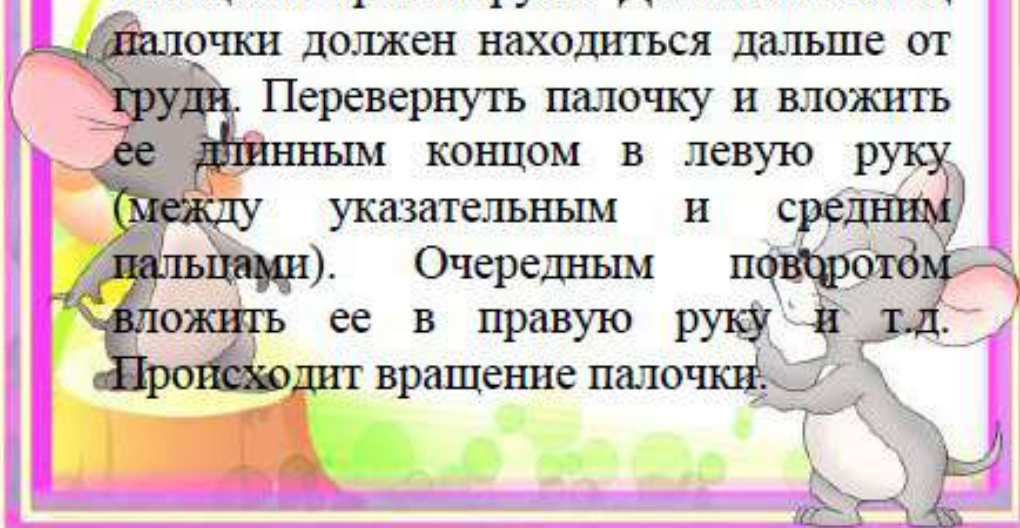 палочки должен находиться дальше от
груди. Перевернуть палочку и вложить
ее длинным концом в левую руку
(между указательным и средним
пальцами). Очередным поворотом
вложить ее в правую руку и т.д.
Происходит вращение палочки.